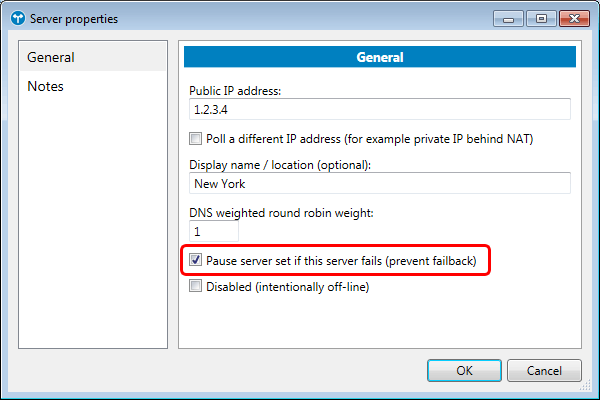 Server properties
General
Notes
General
Public IP address:
1.2.3.4
Poll a different IP address (for example private IP behind NAT)
Display name / location (optional):
New York
DNS weighted round robin weight:
1
Pause server set if this server fails (prevent failback)
Disabled (intentionally off-line)
OK
Cancel